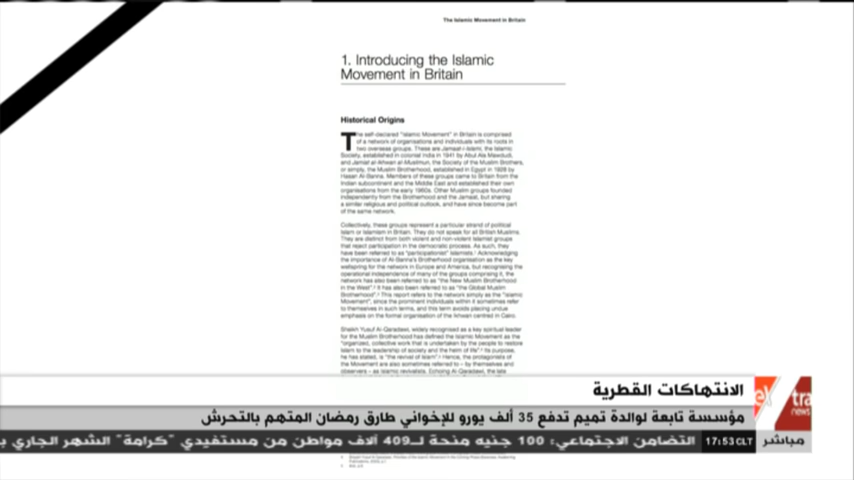 The Islamic Movement in Britain
1. Introducing the Islamic
Movement in Britain
Historical Origins
The self-declared "Islamic Movement" in Britain is comprised
of a network of organisations and individuals with its roots in
two overseas groups. These are Jamaat-i-Islami, the Islamic
Society, established in colonial India in 1941 by Abul Ala Mawdudi,
and Jamiat al-Ikhwan al-Muslimun, the Society of the Muslim Brothers,
or simply, the Muslim Brotherhood, established in Egypt in 1928 by
Hasan Al-Banna. Members of these groups came to Britain from the
Indian subcontinent and the Middle East and established their own
organisations from the early 1960s. Other Muslim groups founded
independently from the Brotherhood and the Jamaat, but sharing
a similar religious and political outlook, and have since become part
of the same network.
Collectively, these groups represent a particular strand of political
Islam or Islamism in Britain. They do not speak for all British Muslims.
They are distinct from both violent and non-violent Islamist groups
that reject participation in the democratic process. As such, they
have been referred to as "participationist" Islamists. Acknowledging
the importance of Al-Banna's Brotherhood organisation as the key
wellspring for the network in Europe and America, but recognising the
operational independence of many of the groups comprising it, the
network has also been referred to as "the New Muslim Brotherhood
in the West". It has also been referred to as "the Global Muslim
Brotherhood". This report refers to the network simply as the "Islamic
Movement", since the prominent individuals within it sometimes refer
to themselves in such terms, and this term avoids placing undue
emphasis on the formal organisation of the Ikhwan centred in Cairo.
Sheikh Yusuf Al-Qaradawi, widely recognised as a key spiritual leader
for the Muslim Brotherhood has defined the Islamic Movement as the
"organized, collective work that is undertaken by the people to restore
Islam to the leadership of society and the helm of life". Its purpose,
he has stated, is "the revival of Islam". Hence, the protagonists of
the Movement are also sometimes referred to – by themselves and
observers – as Islamic revivalists. Echoing Al-Qaradawi, the late
الانتهاكات القطرية
مؤسسة تابعة لوالدة تميم تدفع 35 ألف يورو للإخواني طارق رمضان المتهم بالتحرش
التضامن الاجتماعي: 100 جنيه منحة لـ409 آلاف مواطن من مستفيدي "كرامة" الشهر الجاري
17:53 CLT
مباشر
extra
news